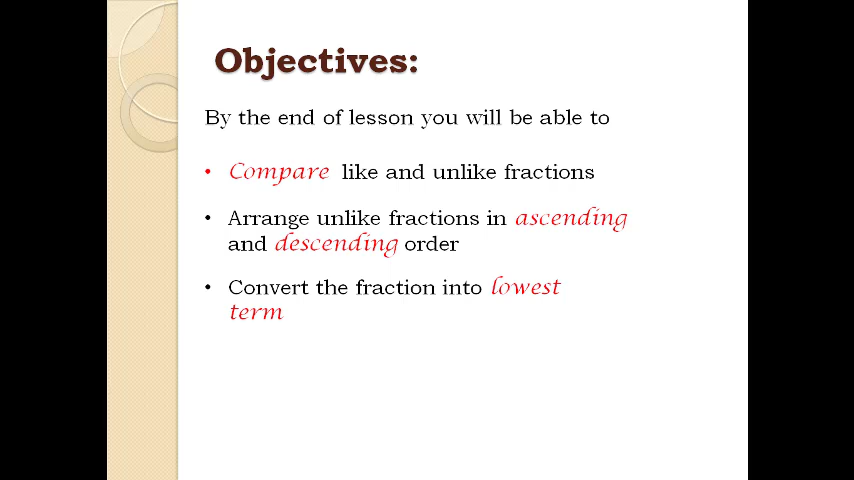 Objectives:
By the end of lesson you will be able to
• Compare like and unlike fractions
• Arrange unlike fractions in ascending
and descending order
• Convert the fraction into lowest
term